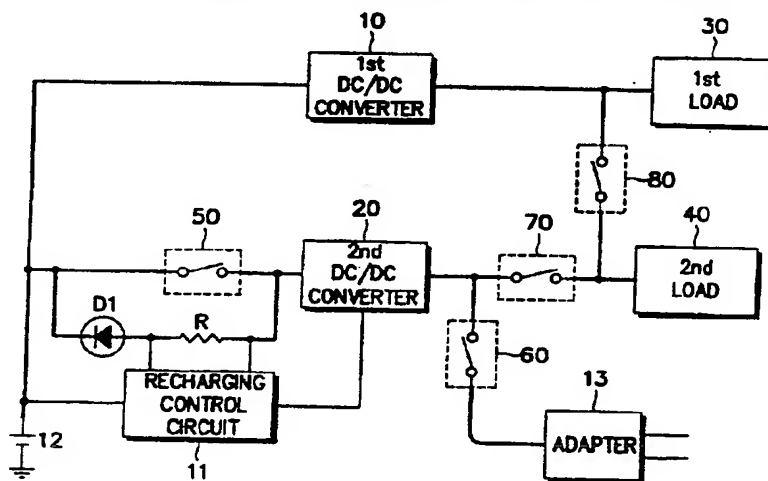 10
30
1st
DC/DC
CONVERTER
1st
LOAD
80
50
20
70
40
2nd
DC/DC
CONVERTER
2nd
LOAD
D1
R
60
RECHARGING
CONTROL
CIRCUIT
13
ADAPTER
12
11